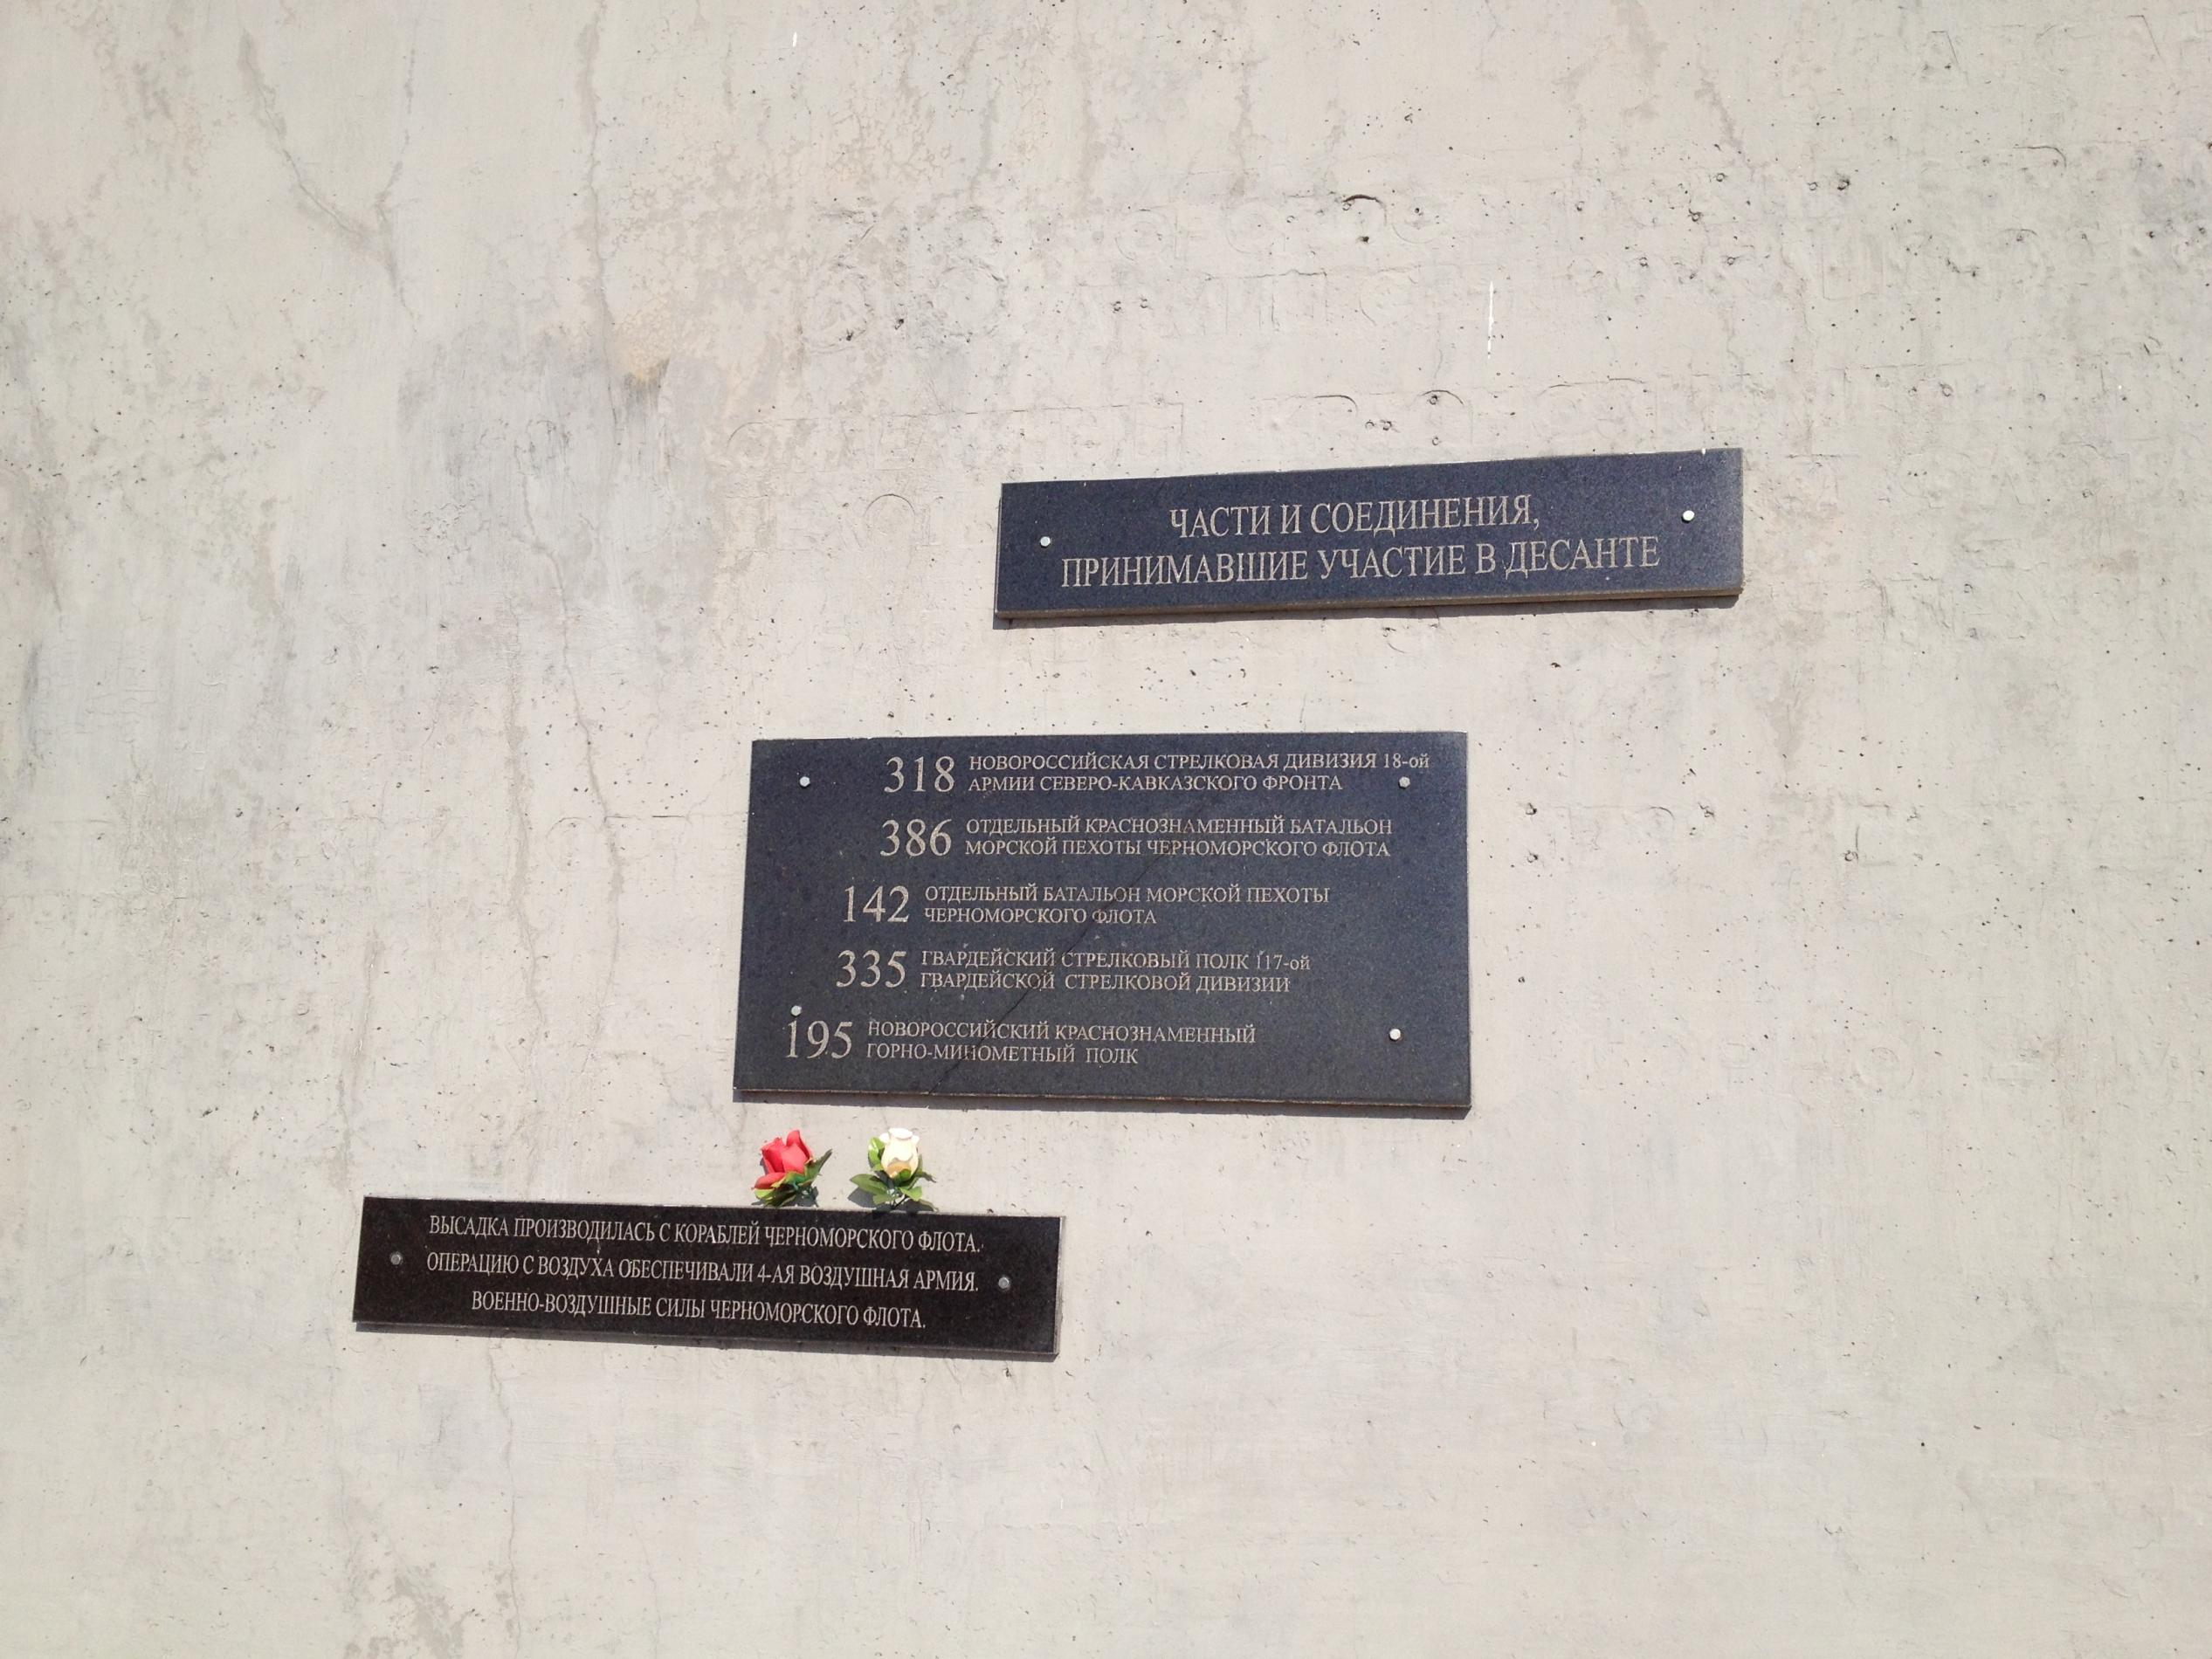 ЧАСТИ И СОЕДИНЕНИЯ,
ПРИНИМАВШИЕ УЧАСТИЕ В ДЕСАНТЕ
318 НОВОРОССИЙСКАЯ СТРЕЛКОВАЯ ДИВИЗИЯ 18-ой
АРМИИ СЕВЕРО-КАВКАЗСКОГО ФРОНТА
386 ОТДЕЛЬНЫЙ КРАСНОЗНАМЕННЫЙ БАТАЛЬОН
МОРСКОЙ ПЕХОТЫ ЧЕРНОМОРСКОГО ФЛОТА
142 ОТДЕЛЬНЫЙ БАТАЛЬОН МОРСКОЙ ПЕХОТЫ
ЧЕРНОМОРСКОГО ФЛОТА
335 ГВАРДЕЙСКИЙ СТРЕЛКОВЫЙ ПОЛК 117-ой
ГВАРДЕЙСКОЙ СТРЕЛКОВОЙ ДИВИЗИИ
195 НОВОРОССИЙСКИЙ КРАСНОЗНАМЕННЫЙ
ГОРНО-МИНОМЕТНЫЙ ПОЛК
ВЫСАДКА ПРОИЗВОДИЛАСЬ С КОРАБЛЕЙ ЧЕРНОМОРСКОГО ФЛОТА.
ОПЕРАЦИЮ С ВОЗДУХА ОБЕСПЕЧИВАЛИ 4-АЯ ВОЗДУШНАЯ АРМИЯ.
ВОЕННО-ВОЗДУШНЫЕ СИЛЫ ЧЕРНОМОРСКОГО ФЛОТА.